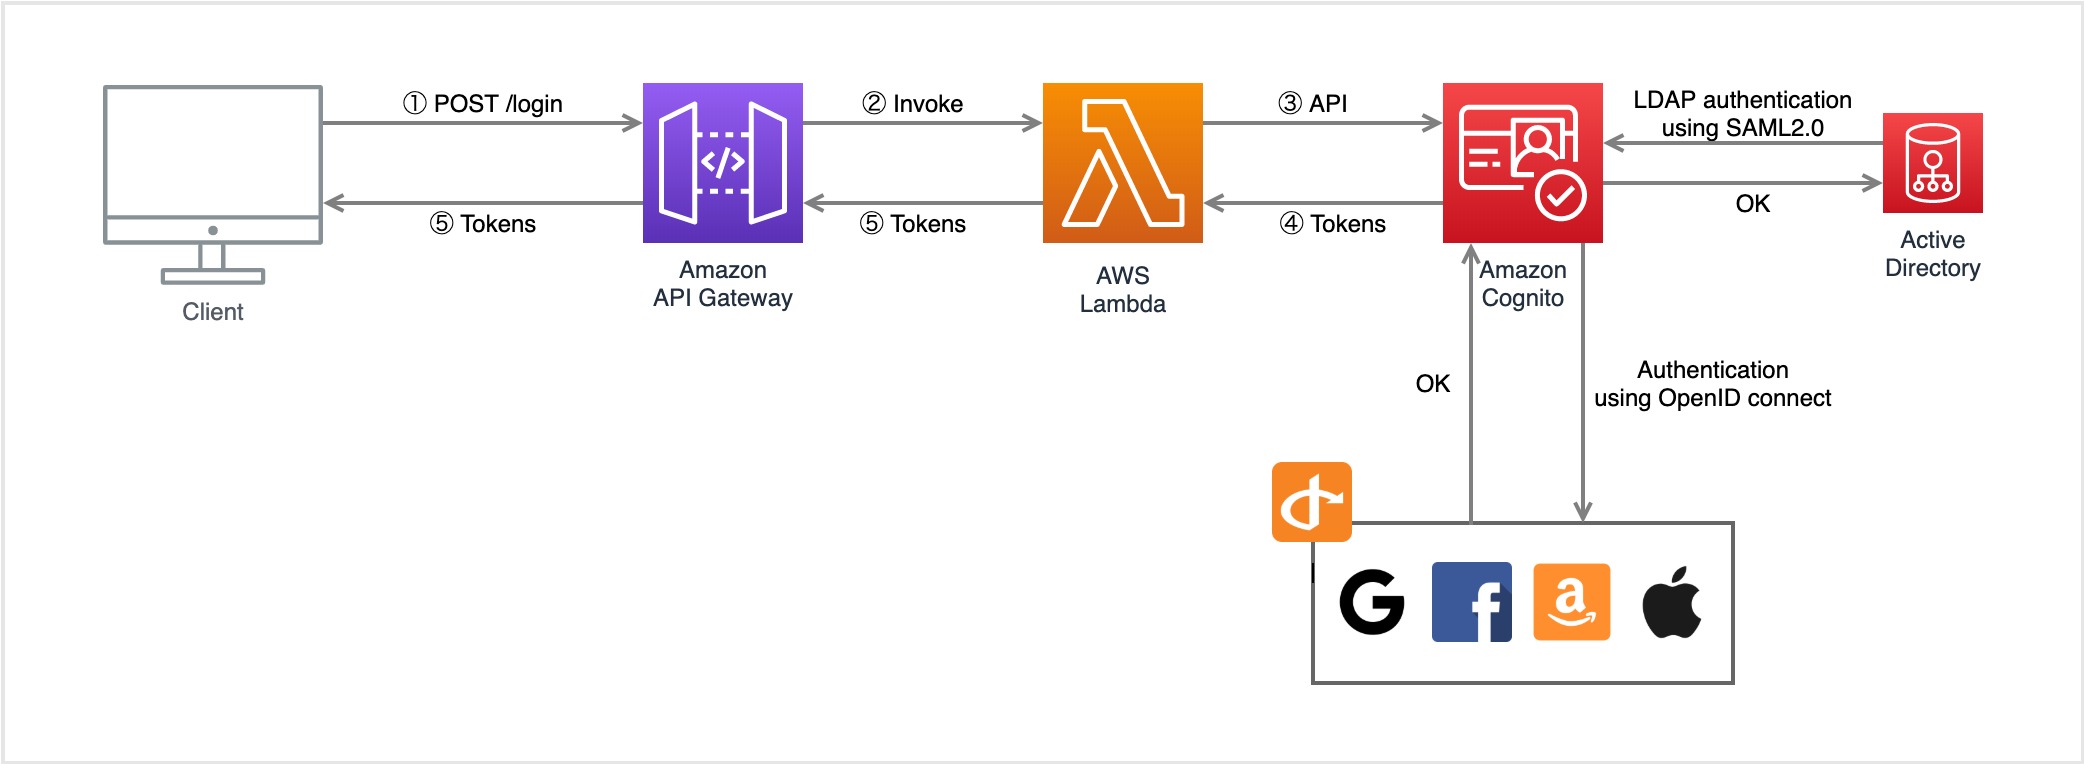 ① POST /login
② Invoke
③ API
LDAP authentication
using SAML2.0
⑤ Tokens
⑤ Tokens
④ Tokens
OK
Client
Amazon
API Gateway
AWS
Lambda
Amazon
Cognito
Active
Directory
OK
Authentication
using OpenID connect